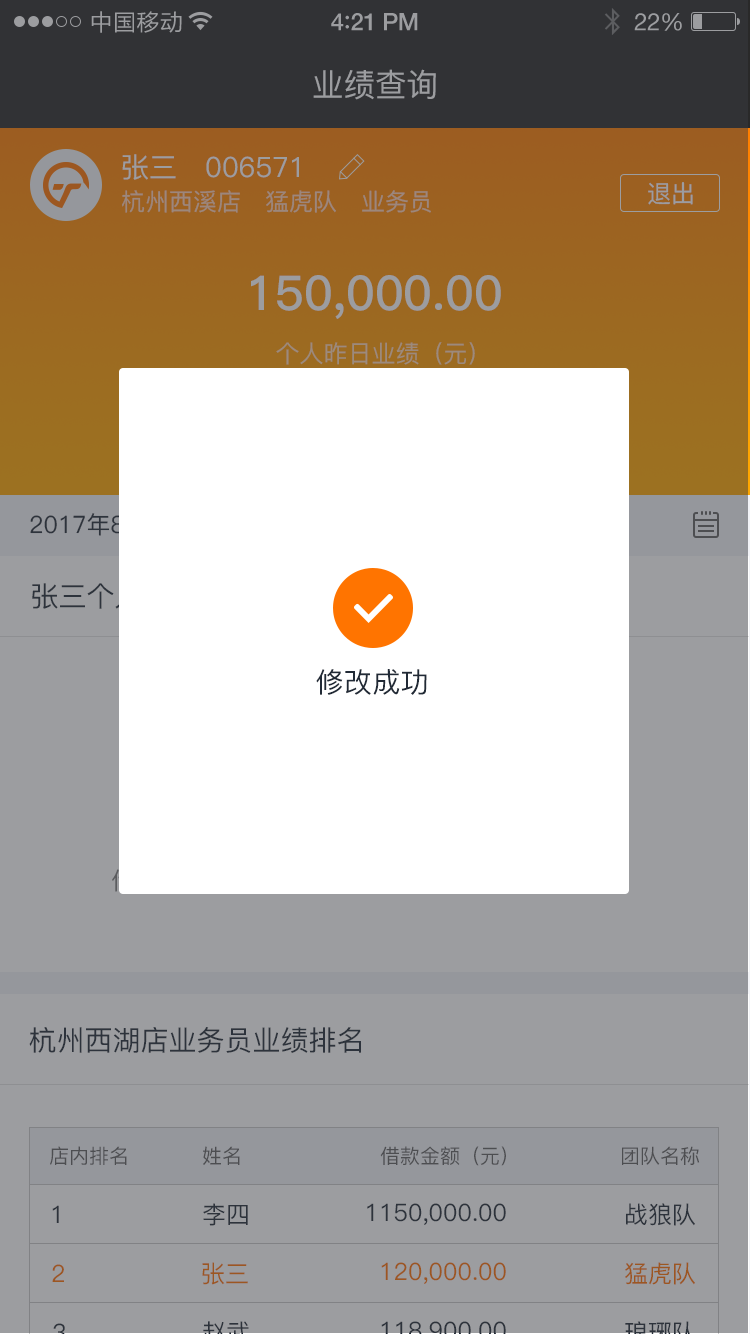 中国移动 4:21 PM 22%
业绩查询
张三 006571
杭州西溪店 猛虎队 业务员
退出
150,000.00
个人昨日业绩（元）
2017年8
张三个
修改成功
杭州西湖店业务员业绩排名
店内排名 姓名 借款金额（元） 团队名称
1 李四 1150,000.00 战狼队
2 张三 120,000.00 猛虎队
3 赵武 118,900.00 琅琊队